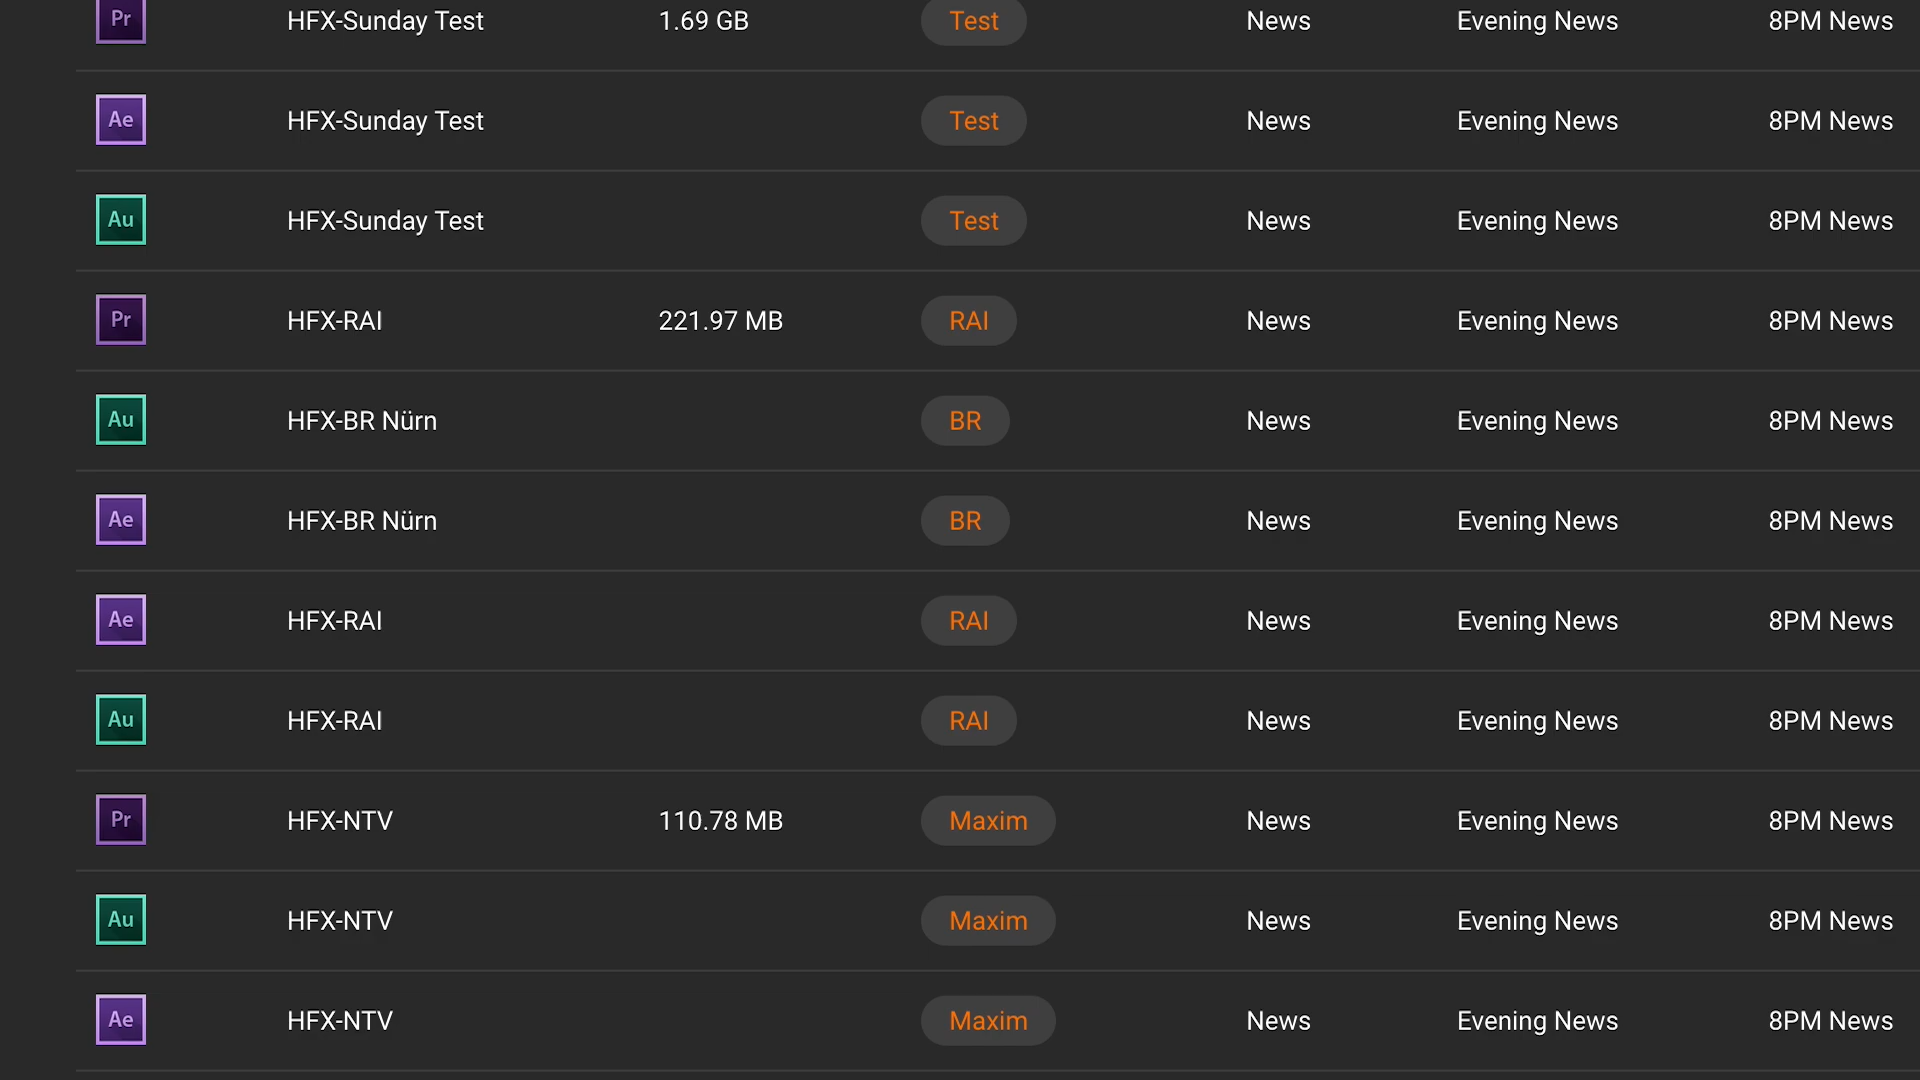 Pr HFX-Sunday Test 1.69 GB Test News Evening News 8PM News
Ae HFX-Sunday Test Test News Evening News 8PM News
Au HFX-Sunday Test Test News Evening News 8PM News
Pr HFX-RAI 221.97 MB RAI News Evening News 8PM News
Au HFX-BR Nürn BR News Evening News 8PM News
Ae HFX-BR Nürn BR News Evening News 8PM News
Ae HFX-RAI RAI News Evening News 8PM News
Au HFX-RAI RAI News Evening News 8PM News
Pr HFX-NTV 110.78 MB Maxim News Evening News 8PM News
Au HFX-NTV Maxim News Evening News 8PM News
Ae HFX-NTV Maxim News Evening News 8PM News